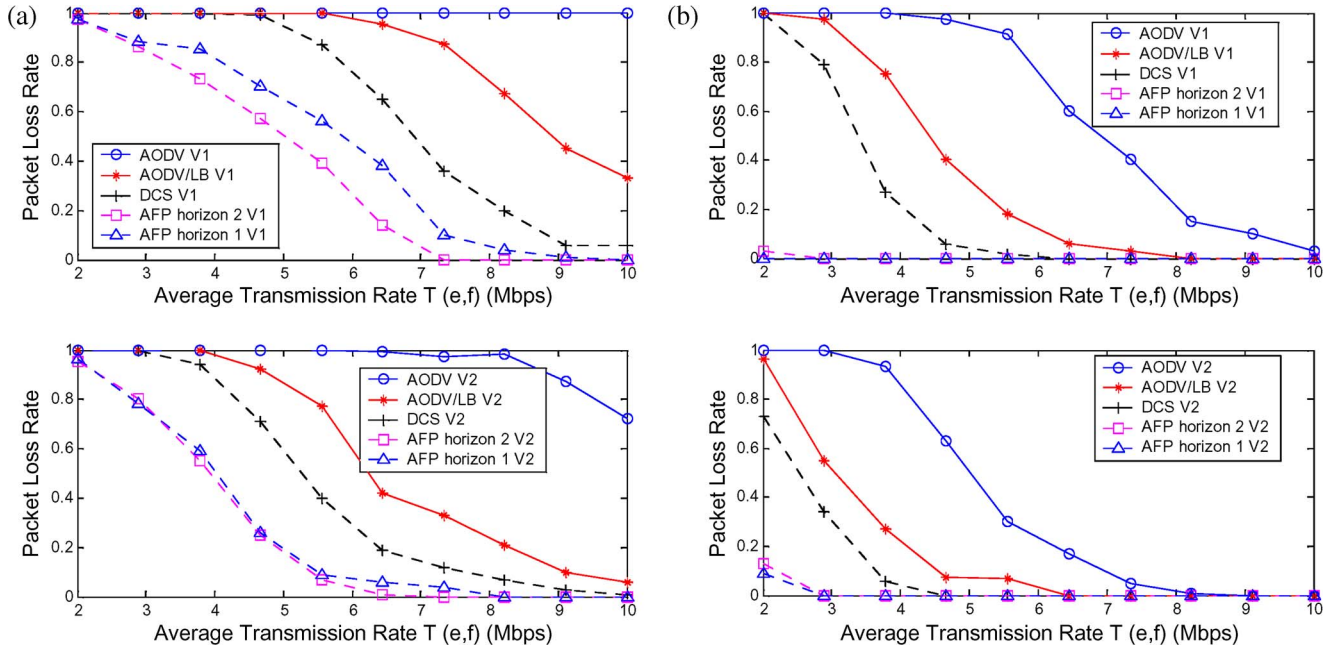 (a)
Packet Loss Rate
1
0.8
0.6
0.4
0.2
0
AODV V1
AODV/LB V1
DCS V1
AFP horizon 2 V1
AFP horizon 1 V1
2 3 4 5 6 7 8 9 10
Average Transmission Rate T (e,f) (Mbps)
(b)
Packet Loss Rate
1
0.8
0.6
0.4
0.2
0
AODV V1
AODV/LB V1
DCS V1
AFP horizon 2 V1
AFP horizon 1 V1
2 3 4 5 6 7 8 9 10
Average Transmission Rate T (e,f) (Mbps)
Packet Loss Rate
1
0.8
0.6
0.4
0.2
0
AODV V2
AODV/LB V2
DCS V2
AFP horizon 2 V2
AFP horizon 1 V2
2 3 4 5 6 7 8 9 10
Average Transmission Rate T (e,f) (Mbps)
Packet Loss Rate
1
0.8
0.6
0.4
0.2
0
AODV V2
AODV/LB V2
DCS V2
AFP horizon 2 V2
AFP horizon 1 V2
2 3 4 5 6 7 8 9 10
Average Transmission Rate T (e,f) (Mbps)